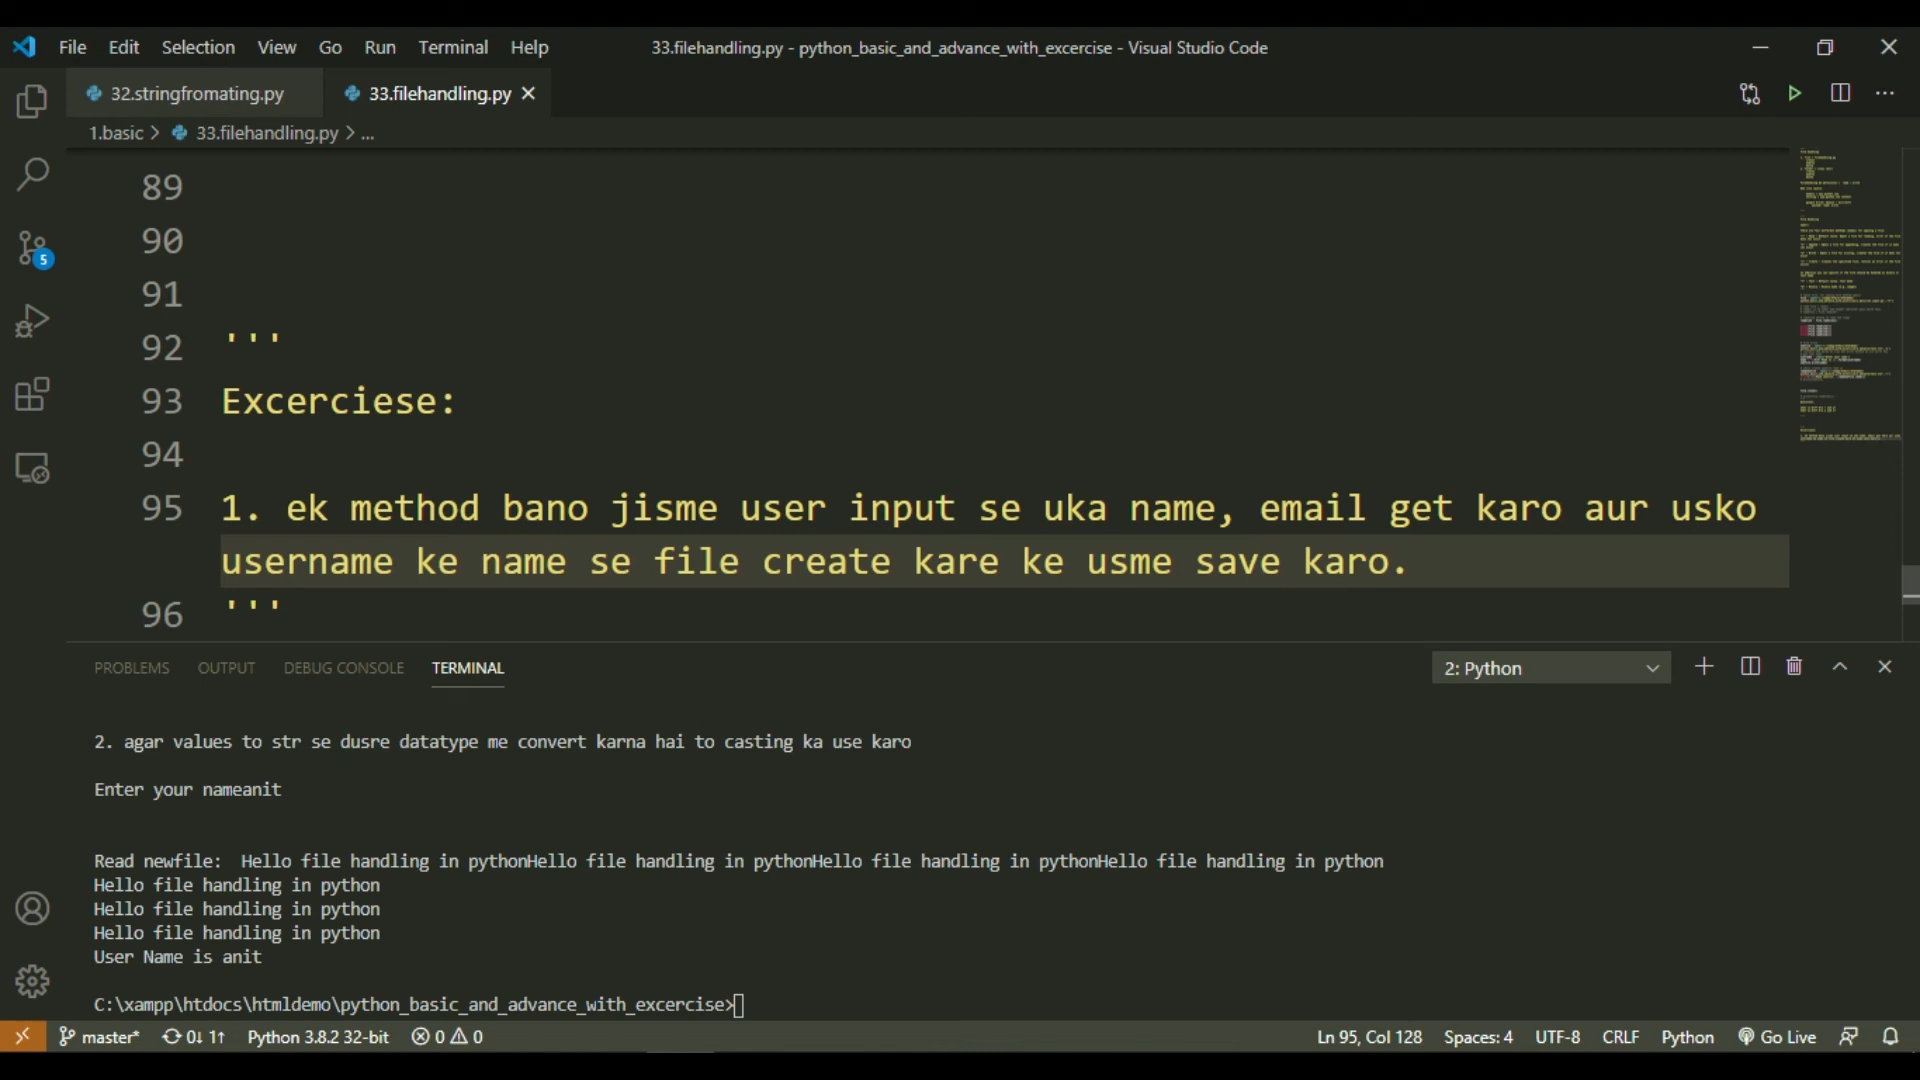 File Edit Selection View Go Run Terminal Help
33.filehandling.py - python_basic_and_advance_with_excercise - Visual Studio Code
32.stringfromating.py
33.filehandling.py
1.basic > 33.filehandling.py > ...
89
90
91
92 '''
93 Excerciese:
94
95 1. ek method bano jisme user input se uka name, email get karo aur usko
username ke name se file create kare ke usme save karo.
96 '''
5
PROBLEMS OUTPUT DEBUG CONSOLE TERMINAL
2: Python
2. agar values to str se dusre datatype me convert karna hai to casting ka use karo
Enter your nameanit
Read newfile:  Hello file handling in pythonHello file handling in pythonHello file handling in pythonHello file handling in python
Hello file handling in python
Hello file handling in python
Hello file handling in python
User Name is anit
C:\xampp\htdocs\htmldemo\python_basic_and_advance_with_excercise>
master* 0↓ 1↑ Python 3.8.2 32-bit 0 0
Ln 95, Col 128 Spaces: 4 UTF-8 CRLF Python Go Live